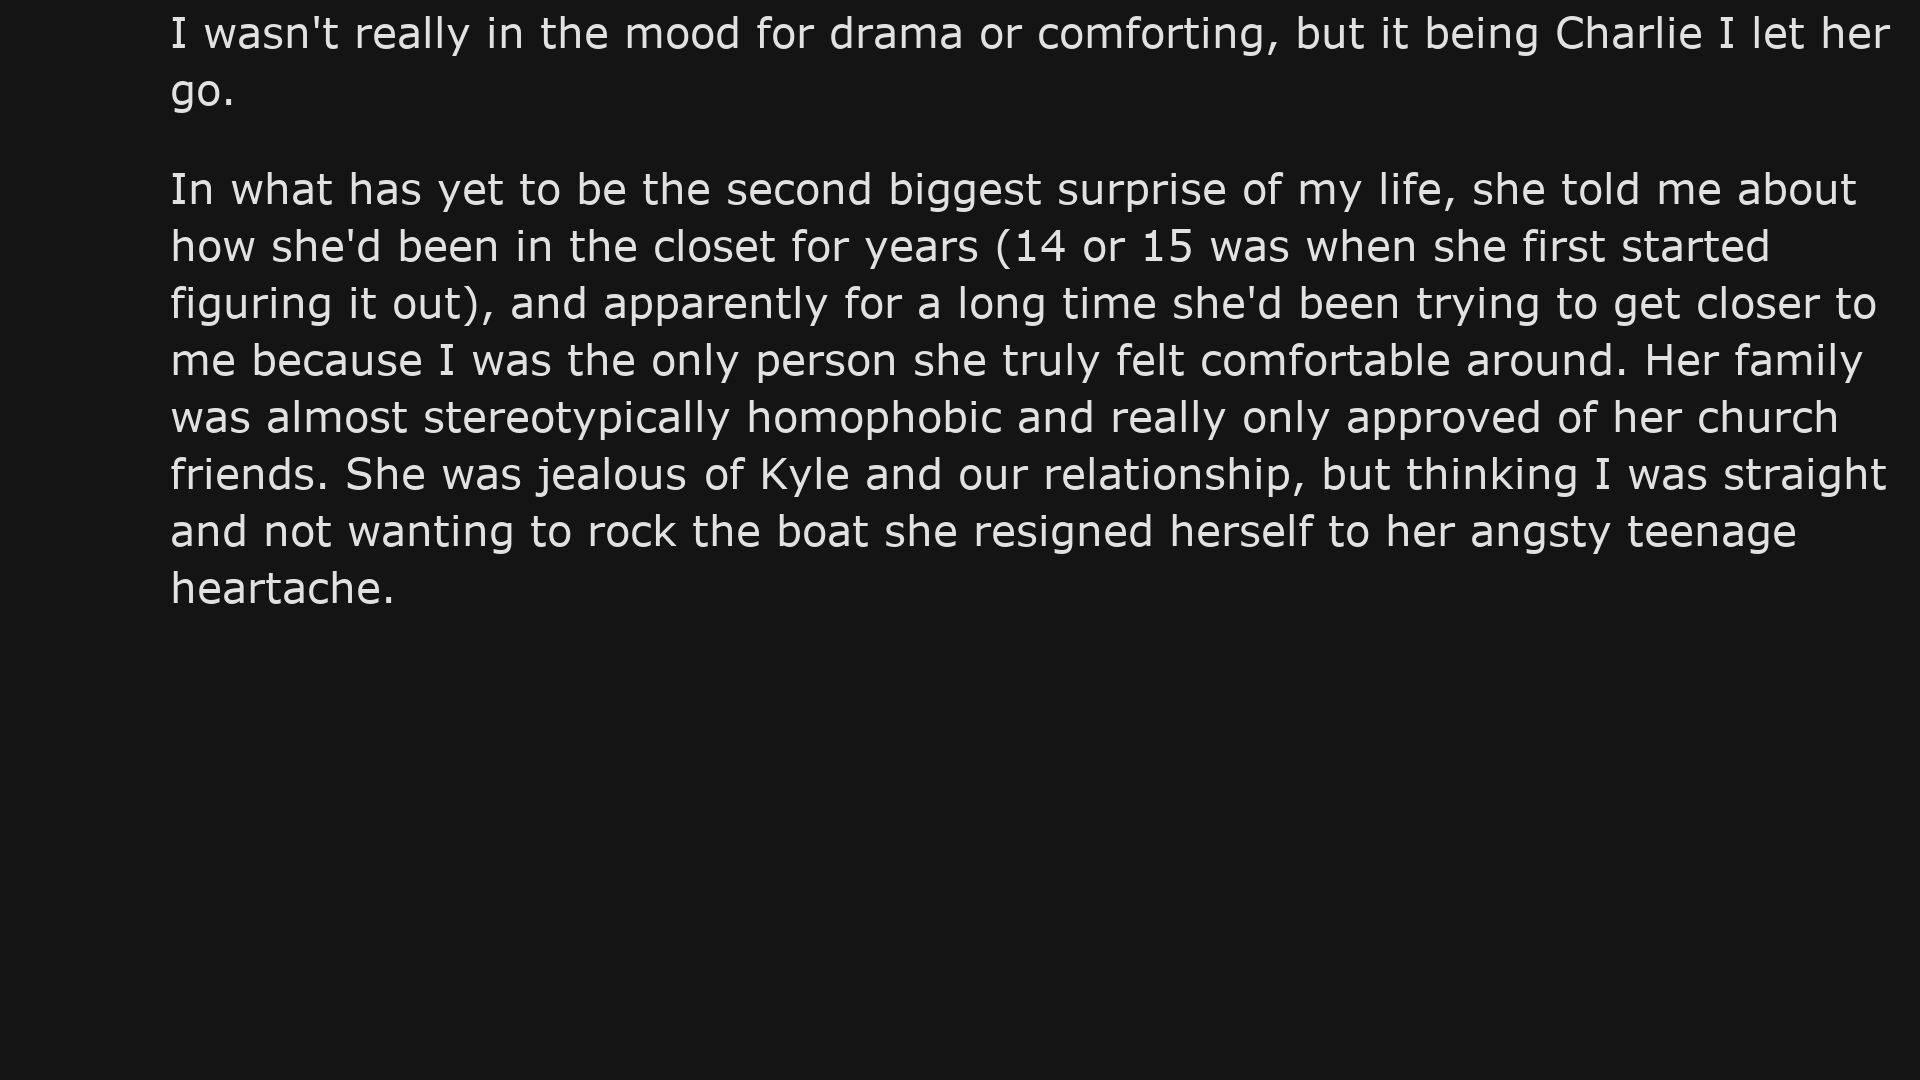 I wasn't really in the mood for drama or comforting, but it being Charlie I let her
go.
In what has yet to be the second biggest surprise of my life, she told me about
how she'd been in the closet for years (14 or 15 was when she first started
figuring it out), and apparently for a long time she'd been trying to get closer to
me because I was the only person she truly felt comfortable around. Her family
was almost stereotypically homophobic and really only approved of her church
friends. She was jealous of Kyle and our relationship, but thinking I was straight
and not wanting to rock the boat she resigned herself to her angsty teenage
heartache.